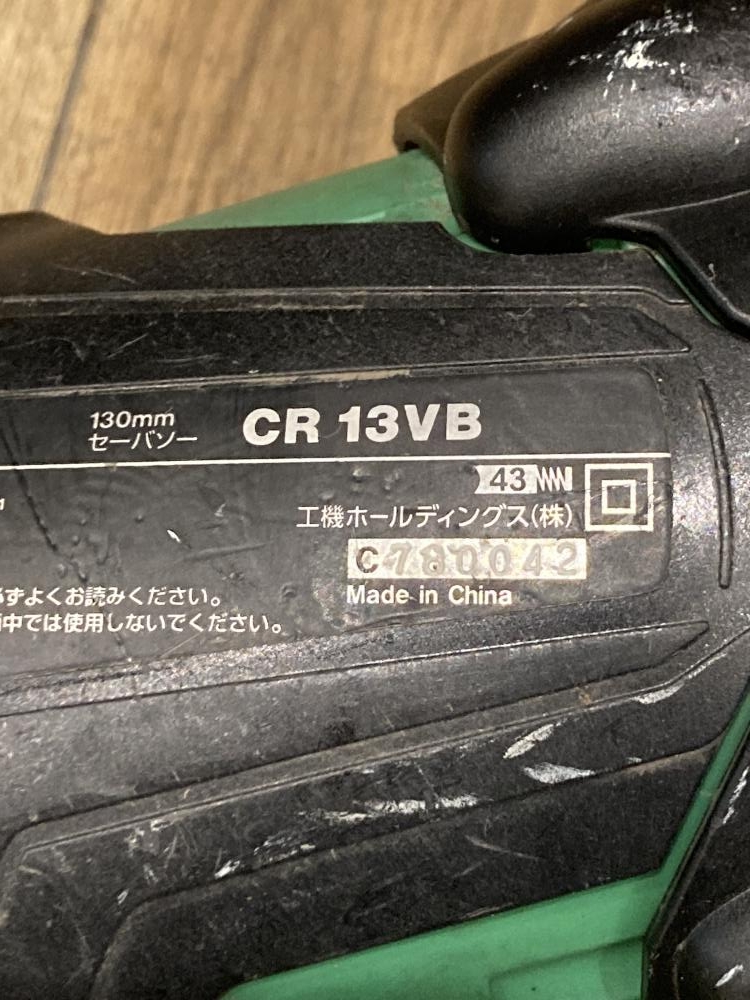 130mm
セーバソー
CR 13VB
43
工機ホールディングス(株)
C780042
Made in China
ずよくお読みください。
中では使用しないでください。